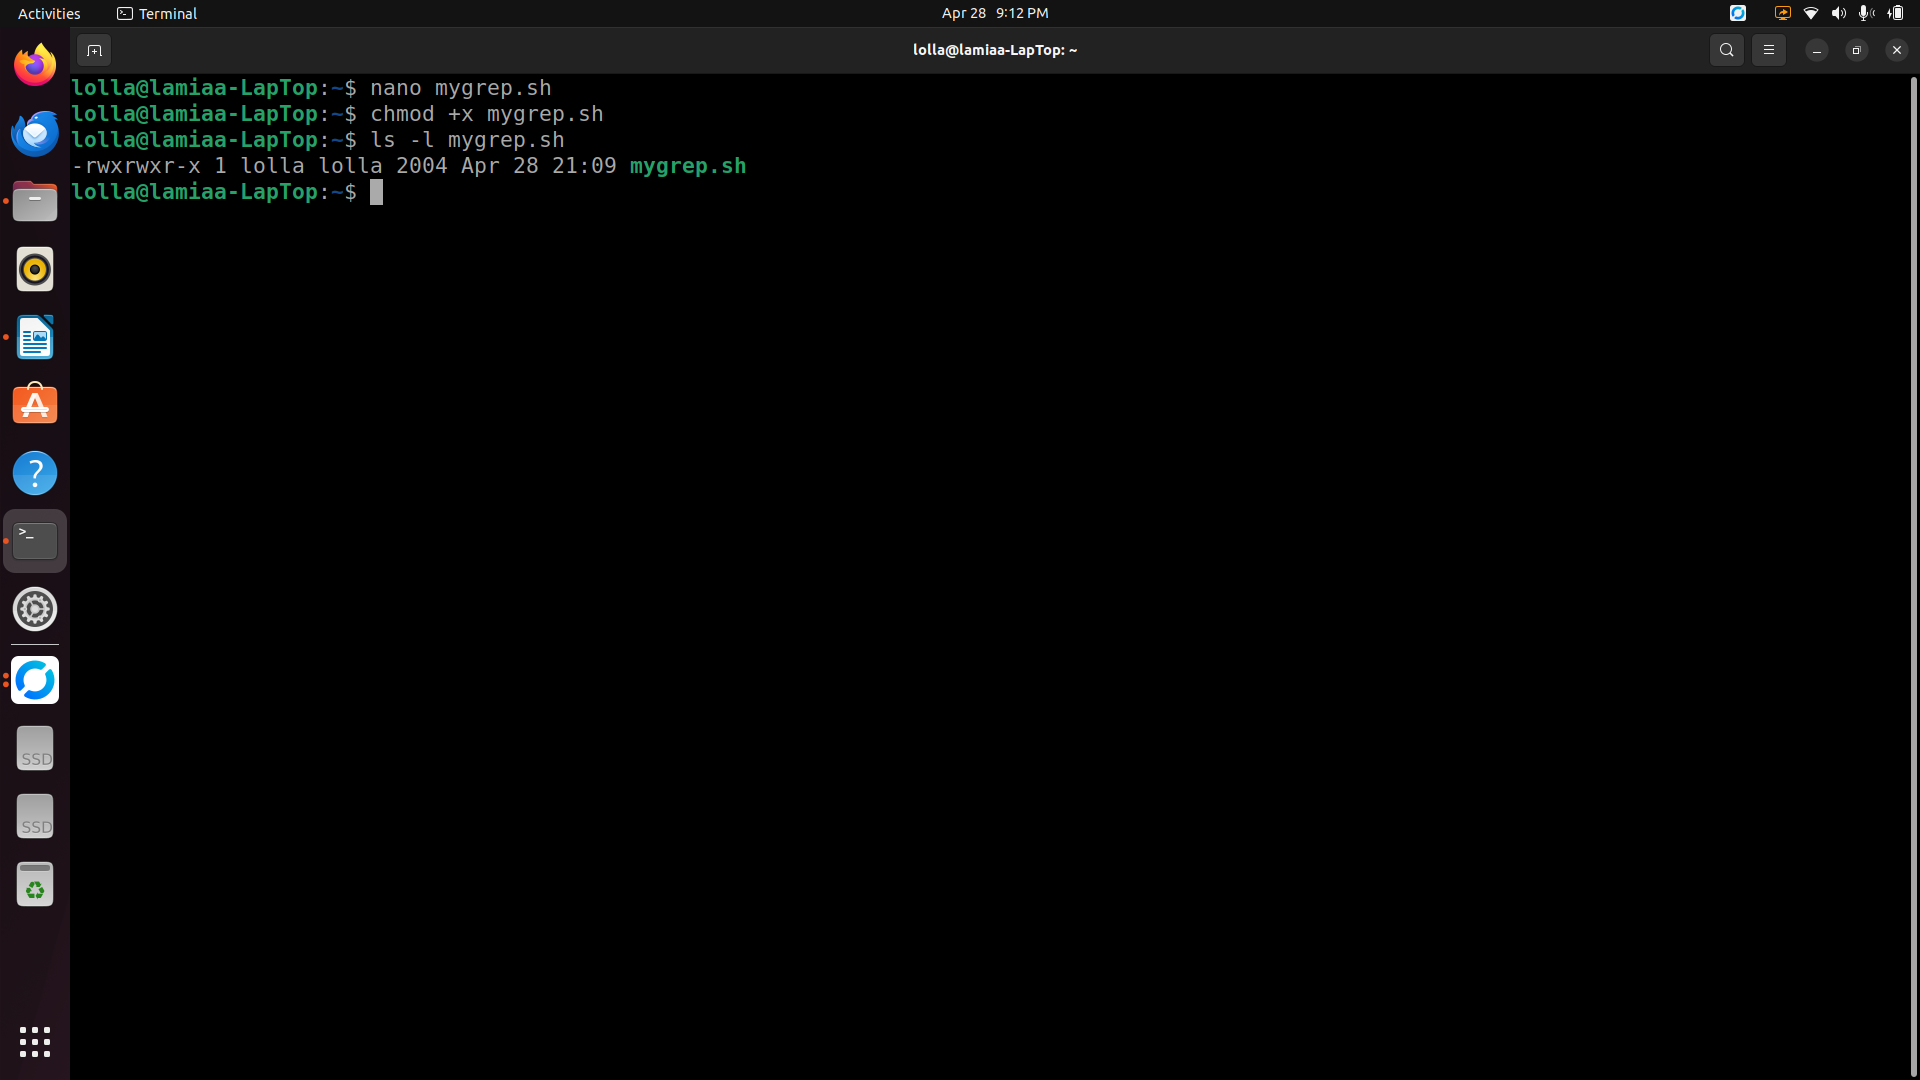 Activities Terminal Apr 28 9:12 PM
lolla@lamiaa-LapTop: ~
lolla@lamiaa-LapTop:~$ nano mygrep.sh
lolla@lamiaa-LapTop:~$ chmod +x mygrep.sh
lolla@lamiaa-LapTop:~$ ls -l mygrep.sh
-rwxrwxr-x 1 lolla lolla 2004 Apr 28 21:09 mygrep.sh
lolla@lamiaa-LapTop:~$
SSD
SSD